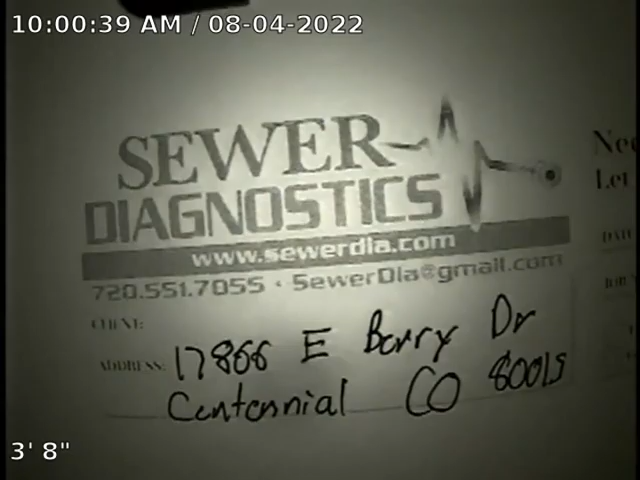 10:00:39 AM / 08-04-2022
SEWER
DIAGNOSTICS
www.sewerdia.com
720.551.7055 · SewerDia@gmail.com
CLIENT:
ADDRESS: 17866 E Berry Dr
Centennial CO 80015
3' 8"